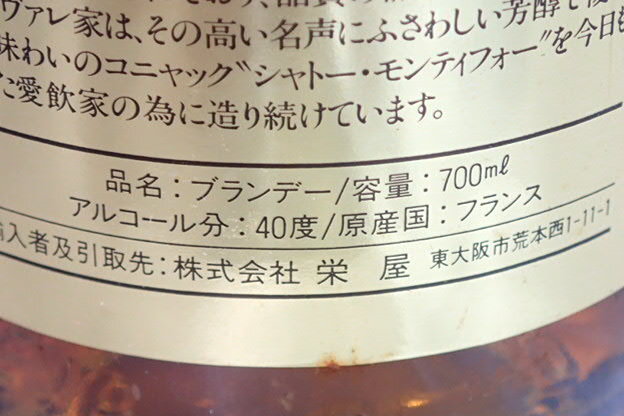 ヴァレ家は、その高い名声にふさわしい芳醇で
味わいのコニャック〝シャトー・モンティフォー〟を今日も
愛飲家の為に造り続けています。
品名：ブランデー/容量：700ml
アルコール分：40度/原産国：フランス
輸入者及引取先：株式会社 栄 屋 東大阪市荒本西1-11-1